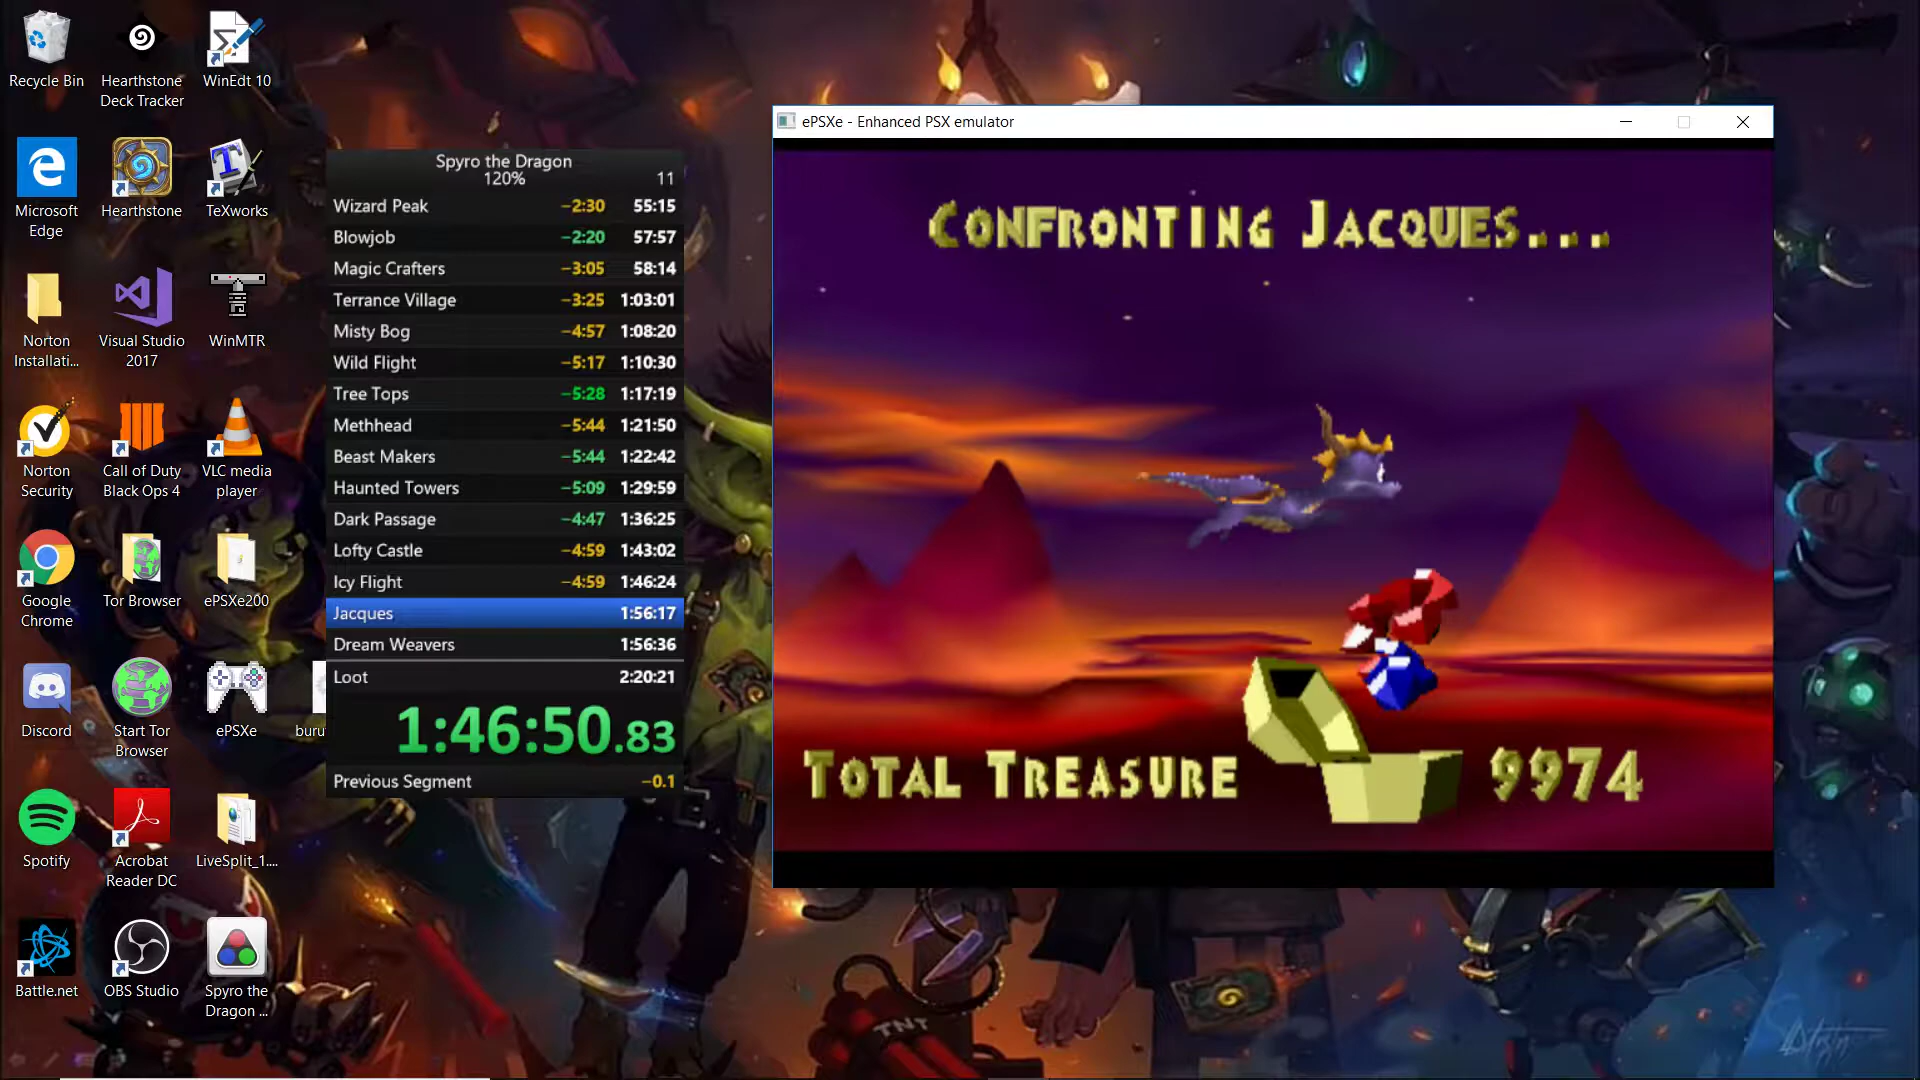 Recycle Bin
Hearthstone
Deck Tracker
WinEdt 10
Microsoft
Edge
Hearthstone
TeXworks
Norton
Installati...
Visual Studio
2017
WinMTR
Norton
Security
Call of Duty
Black Ops 4
VLC media
player
Google
Chrome
Tor Browser
ePSXe200
Discord
Start Tor
Browser
ePSXe
buru
Spotify
Acrobat
Reader DC
LiveSplit_1....
Battle.net
OBS Studio
Spyro the
Dragon ...
Spyro the Dragon
120% 11
Wizard Peak −2:30 55:15
Blowjob −2:20 57:57
Magic Crafters −3:05 58:14
Terrance Village −3:25 1:03:01
Misty Bog −4:57 1:08:20
Wild Flight −5:17 1:10:30
Tree Tops −5:28 1:17:19
Methhead −5:44 1:21:50
Beast Makers −5:44 1:22:42
Haunted Towers −5:09 1:29:59
Dark Passage −4:47 1:36:25
Lofty Castle −4:59 1:43:02
Icy Flight −4:59 1:46:24
Jacques 1:56:17
Dream Weavers 1:56:36
Loot 2:20:21
1:46:50.83
Previous Segment −0.1
ePSXe - Enhanced PSX emulator
CONFRONTING JACQUES...
TOTAL TREASURE 9974
TNT